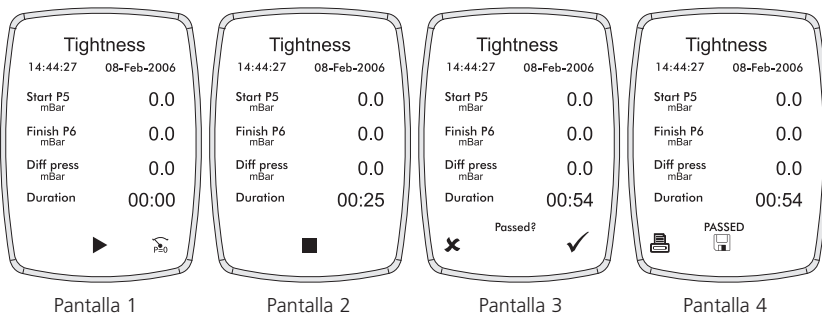 Tightness
14:44:27 08-Feb-2006
Start P5 0.0
mBar
Finish P6 0.0
mBar
Diff press 0.0
mBar
Duration 00:00
P=0
Pantalla 1
Tightness
14:44:27 08-Feb-2006
Start P5 0.0
mBar
Finish P6 0.0
mBar
Diff press 0.0
mBar
Duration 00:25
Pantalla 2
Tightness
14:44:27 08-Feb-2006
Start P5 0.0
mBar
Finish P6 0.0
mBar
Diff press 0.0
mBar
Duration 00:54
Passed?
Pantalla 3
Tightness
14:44:27 08-Feb-2006
Start P5 0.0
mBar
Finish P6 0.0
mBar
Diff press 0.0
mBar
Duration 00:54
PASSED
Pantalla 4